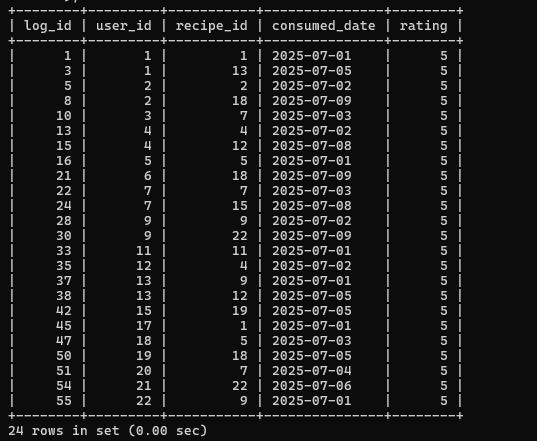 +--------+---------+-----------+---------------+--------+
| log_id | user_id | recipe_id | consumed_date | rating |
+--------+---------+-----------+---------------+--------+
|      1 |       1 |         1 | 2025-07-01    |      5 |
|      3 |       1 |        13 | 2025-07-05    |      5 |
|      5 |       2 |         2 | 2025-07-02    |      5 |
|      8 |       2 |        18 | 2025-07-09    |      5 |
|     10 |       3 |         7 | 2025-07-03    |      5 |
|     13 |       4 |         4 | 2025-07-02    |      5 |
|     15 |       4 |        12 | 2025-07-08    |      5 |
|     16 |       5 |         5 | 2025-07-01    |      5 |
|     21 |       6 |        18 | 2025-07-09    |      5 |
|     22 |       7 |         7 | 2025-07-03    |      5 |
|     24 |       7 |        15 | 2025-07-08    |      5 |
|     28 |       9 |         9 | 2025-07-02    |      5 |
|     30 |       9 |        22 | 2025-07-09    |      5 |
|     33 |      11 |        11 | 2025-07-01    |      5 |
|     35 |      12 |         4 | 2025-07-02    |      5 |
|     37 |      13 |         9 | 2025-07-01    |      5 |
|     38 |      13 |        12 | 2025-07-05    |      5 |
|     42 |      15 |        19 | 2025-07-05    |      5 |
|     45 |      17 |         1 | 2025-07-01    |      5 |
|     47 |      18 |         5 | 2025-07-03    |      5 |
|     50 |      19 |        18 | 2025-07-05    |      5 |
|     51 |      20 |         7 | 2025-07-04    |      5 |
|     54 |      21 |        22 | 2025-07-06    |      5 |
|     55 |      22 |         9 | 2025-07-01    |      5 |
+--------+---------+-----------+---------------+--------+
24 rows in set (0.00 sec)